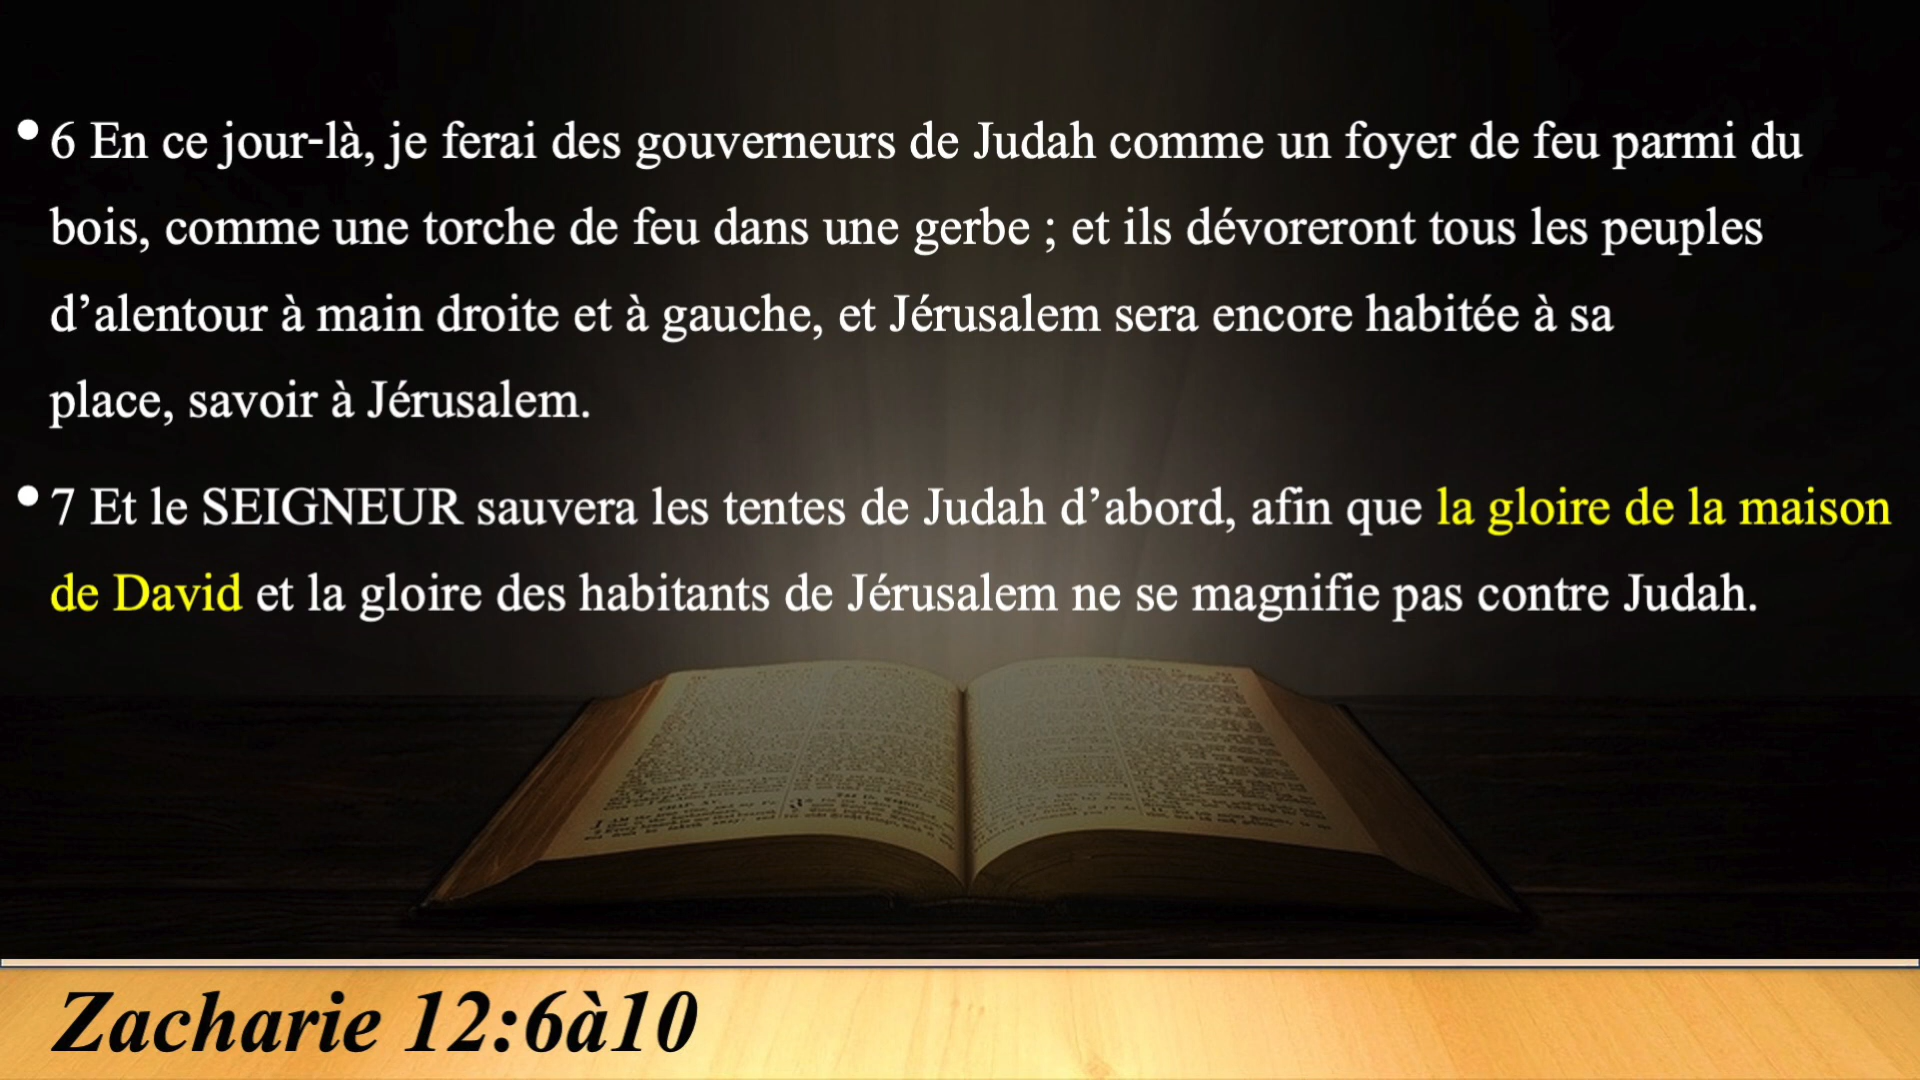 • 6 En ce jour-là, je ferai des gouverneurs de Judah comme un foyer de feu parmi du
bois, comme une torche de feu dans une gerbe ; et ils dévoreront tous les peuples
d’alentour à main droite et à gauche, et Jérusalem sera encore habitée à sa
place, savoir à Jérusalem.
• 7 Et le SEIGNEUR sauvera les tentes de Judah d’abord, afin que la gloire de la maison
de David et la gloire des habitants de Jérusalem ne se magnifie pas contre Judah.
Zacharie 12:6à10